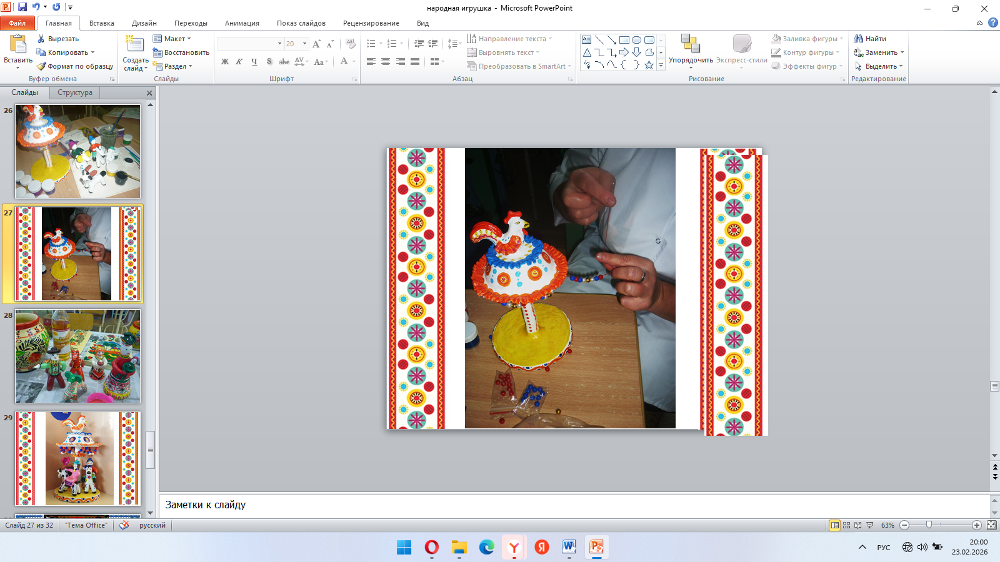 народная игрушка - Microsoft PowerPoint
Файл Главная Вставка Дизайн Переходы Анимация Показ слайдов Рецензирование Вид
Вставить
Вырезать
Копировать
Формат по образцу
Буфер обмена
Создать слайд
Макет
Восстановить
Раздел
Слайды
20
Ж К Ч S abc AV Aa A
Шрифт
Направление текста
Выровнять текст
Преобразовать в SmartArt
Абзац
Упорядочить
Экспресс-стили
Заливка фигуры
Контур фигуры
Эффекты фигур
Рисование
Найти
Заменить
Выделить
Редактирование
Слайды Структура
26
27
28
29
Заметки к слайду
Слайд 27 из 32 "Тема Office" русский 63%
РУС 20:00
23.02.2026